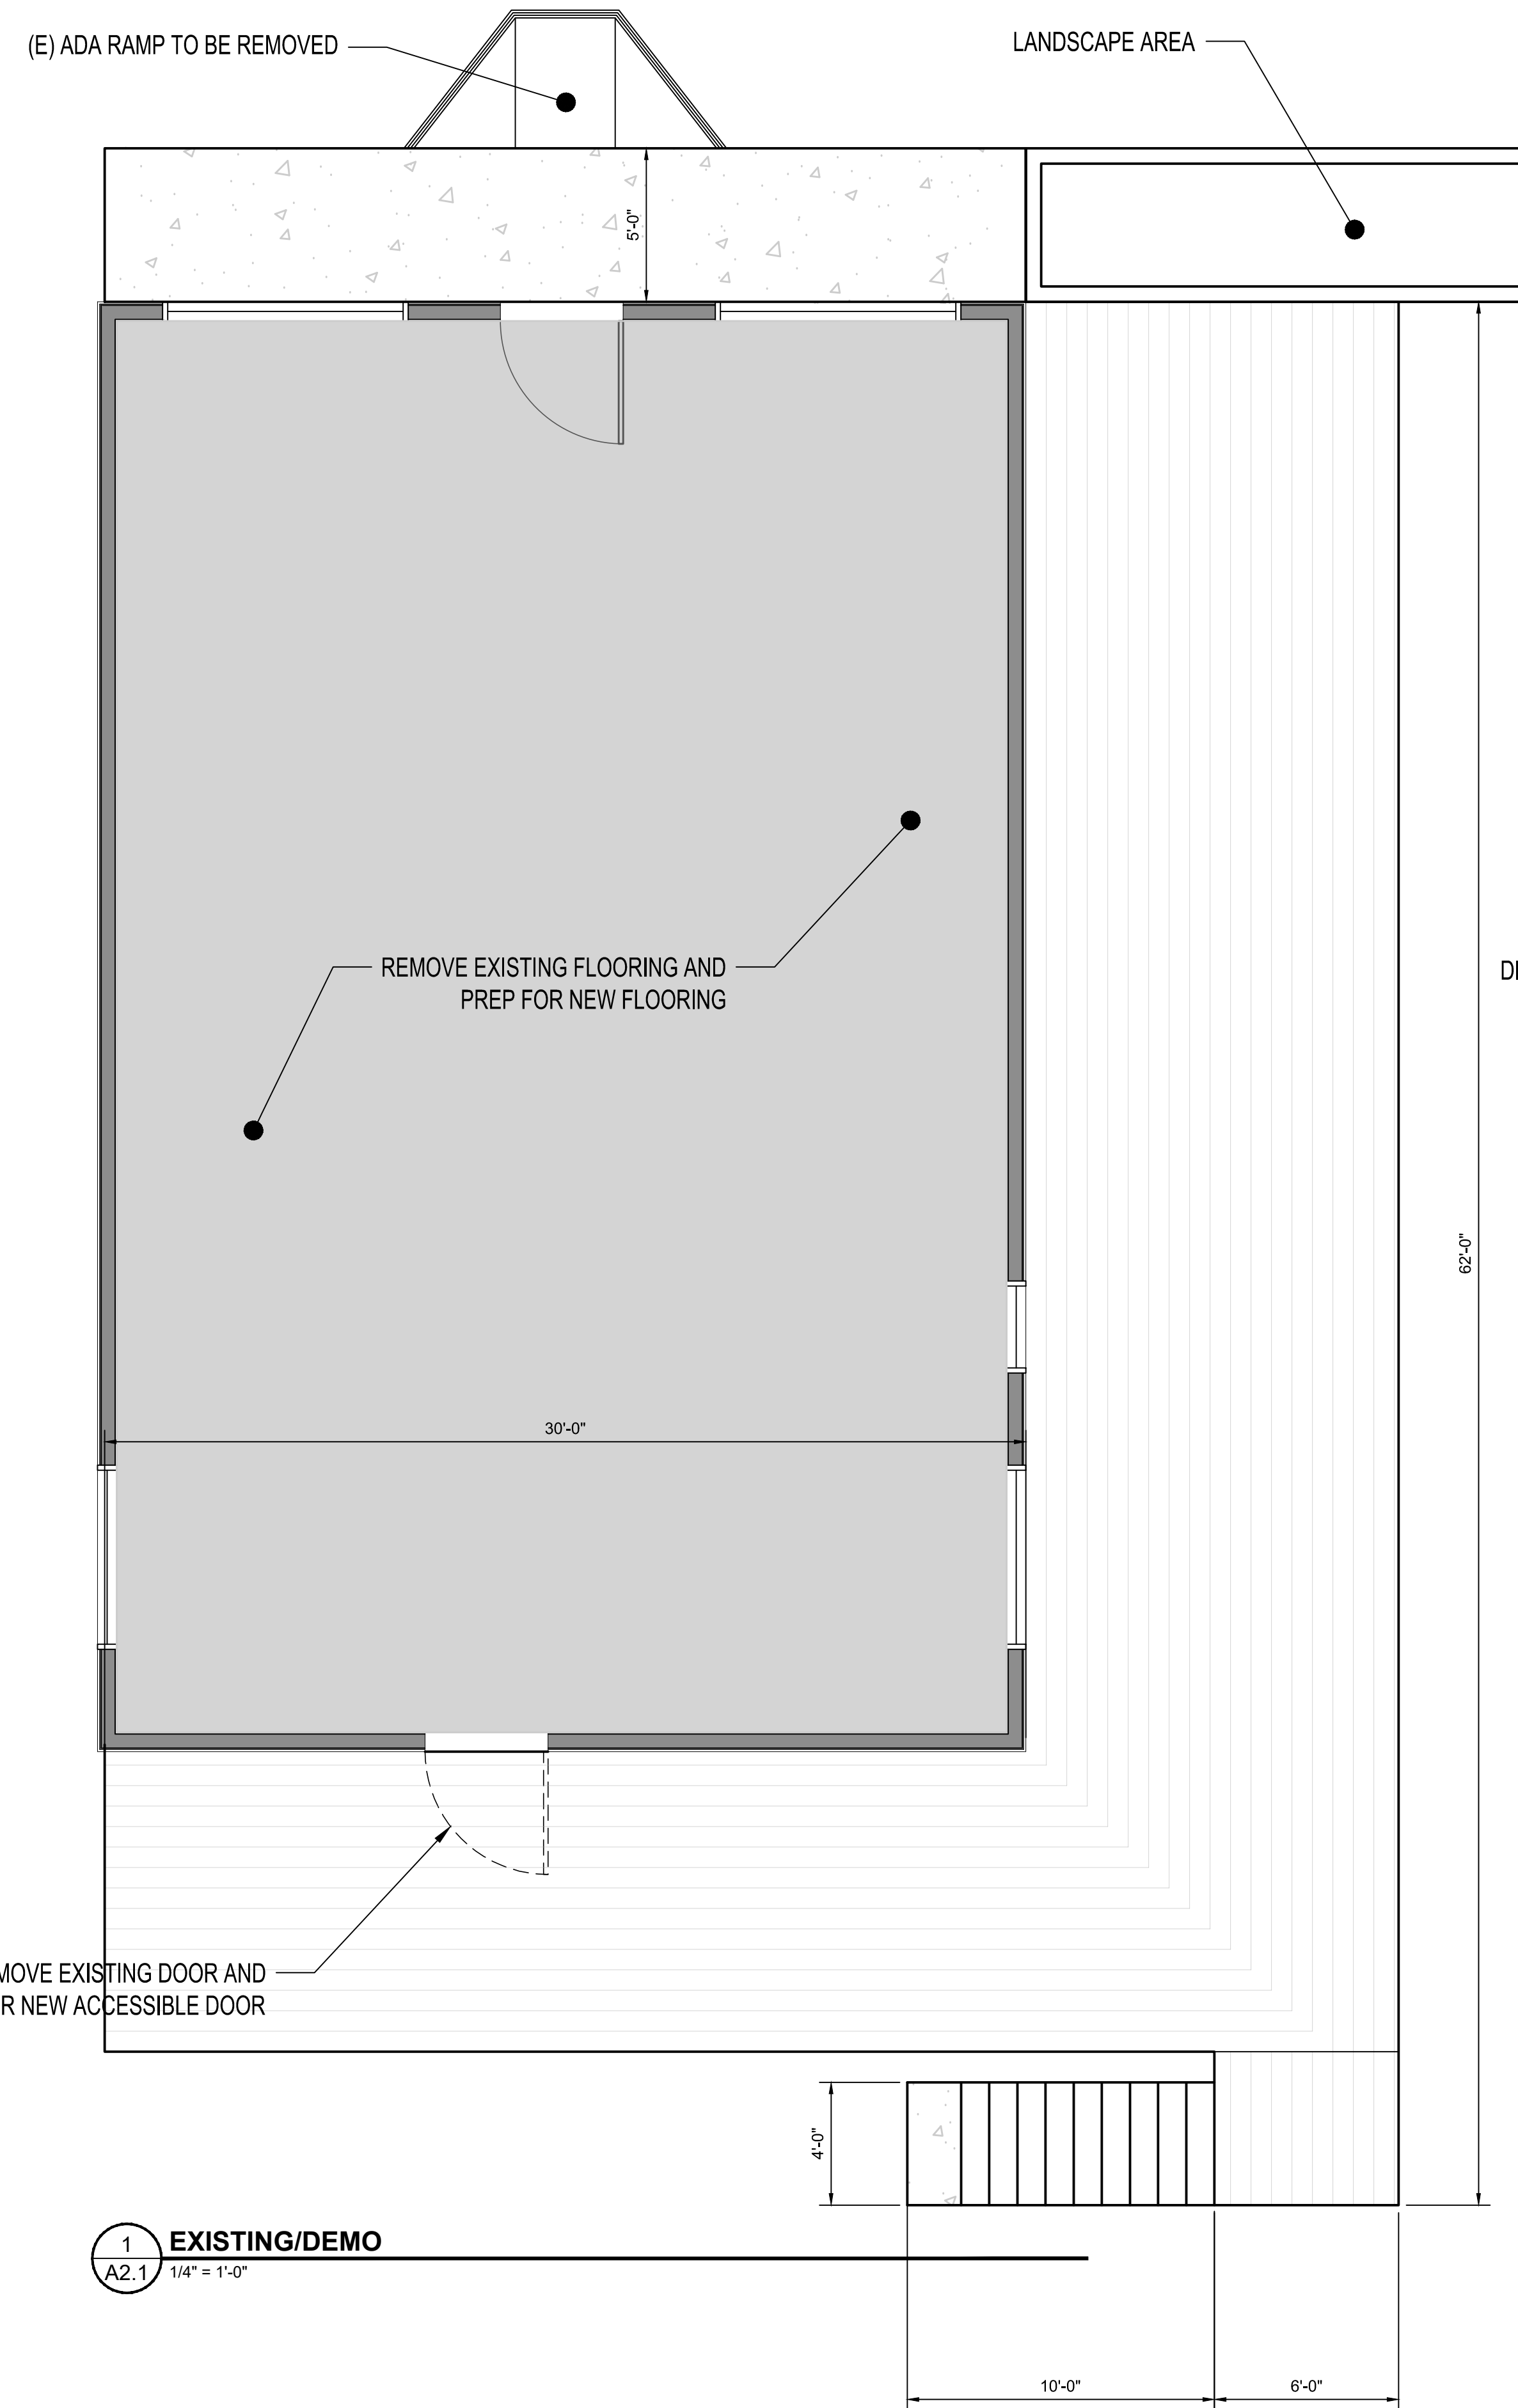 (E) ADA RAMP TO BE REMOVED
LANDSCAPE AREA
5'-0"
REMOVE EXISTING FLOORING AND
PREP FOR NEW FLOORING
62'-0"
30'-0"
EXISTING DOOR AND
NEW ACCESSIBLE DOOR
4'-0"
1
A2.1
EXISTING/DEMO
1/4" = 1'-0"
10'-0"
6'-0"